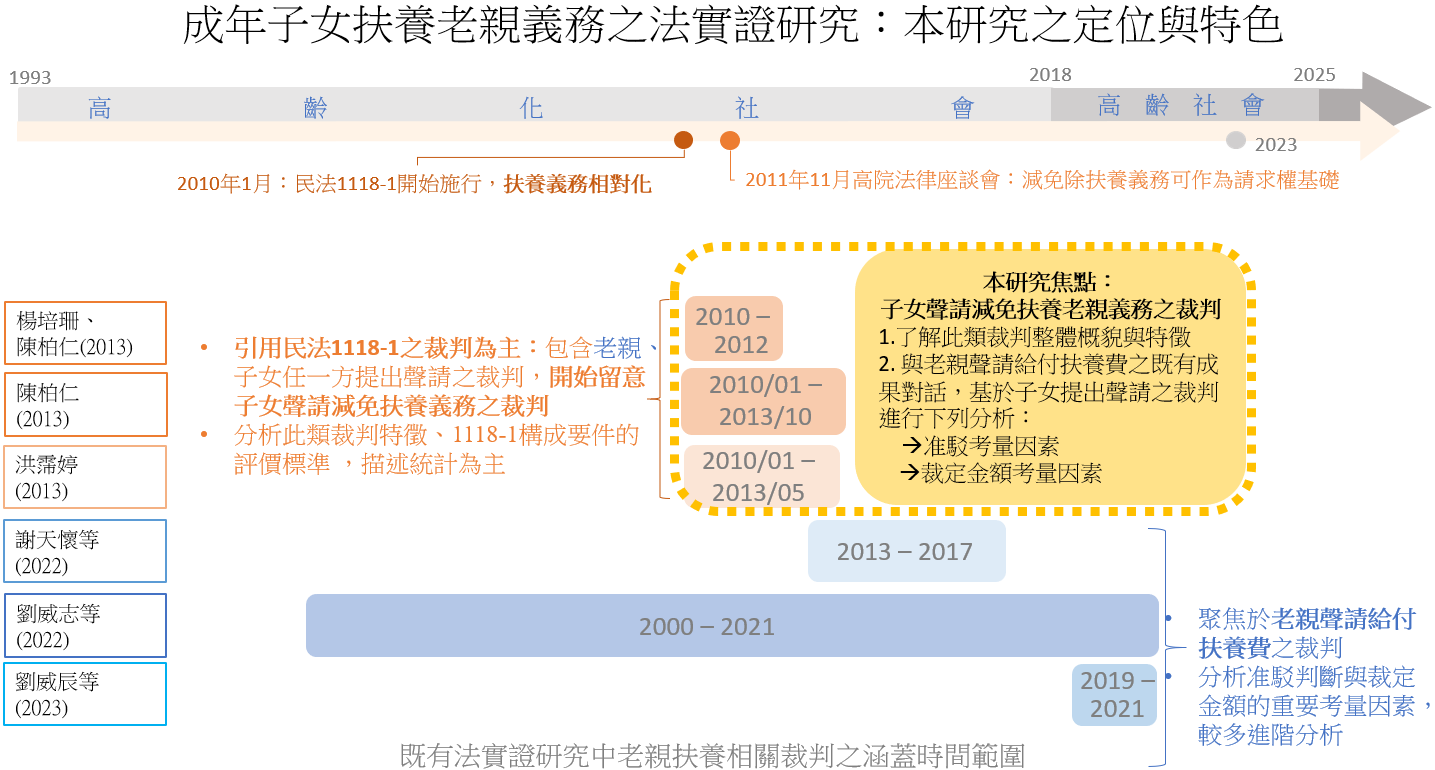 成年子女扶養老親義務之法實證研究：本研究之定位與特色
1993
2018
2025
高齡化社會
高齡社會
2023
2010年1月：民法1118-1開始施行，扶養義務相對化
2011年11月高院法律座談會：減免除扶養義務可作為請求權基礎
楊培珊、
陳柏仁(2013)
陳柏仁
(2013)
洪霈婷
(2013)
謝天懷等
(2022)
劉威志等
(2022)
劉威辰等
(2023)
• 引用民法1118-1之裁判為主：包含老親、
子女任一方提出聲請之裁判，開始留意
子女聲請減免扶養義務之裁判
• 分析此類裁判特徵、1118-1構成要件的
評價標準 ，描述統計為主
2010 –
2012
2010/01 –
2013/10
2010/01 –
2013/05
本研究焦點：
子女聲請減免扶養老親義務之裁判
1.了解此類裁判整體概貌與特徵
2. 與老親聲請給付扶養費之既有成
果對話，基於子女提出聲請之裁判
進行下列分析：
→准駁考量因素
→裁定金額考量因素
2013 – 2017
2000 – 2021
2019 –
2021
• 聚焦於老親聲請給付
扶養費之裁判
• 分析准駁判斷與裁定
金額的重要考量因素，
較多進階分析
既有法實證研究中老親扶養相關裁判之涵蓋時間範圍